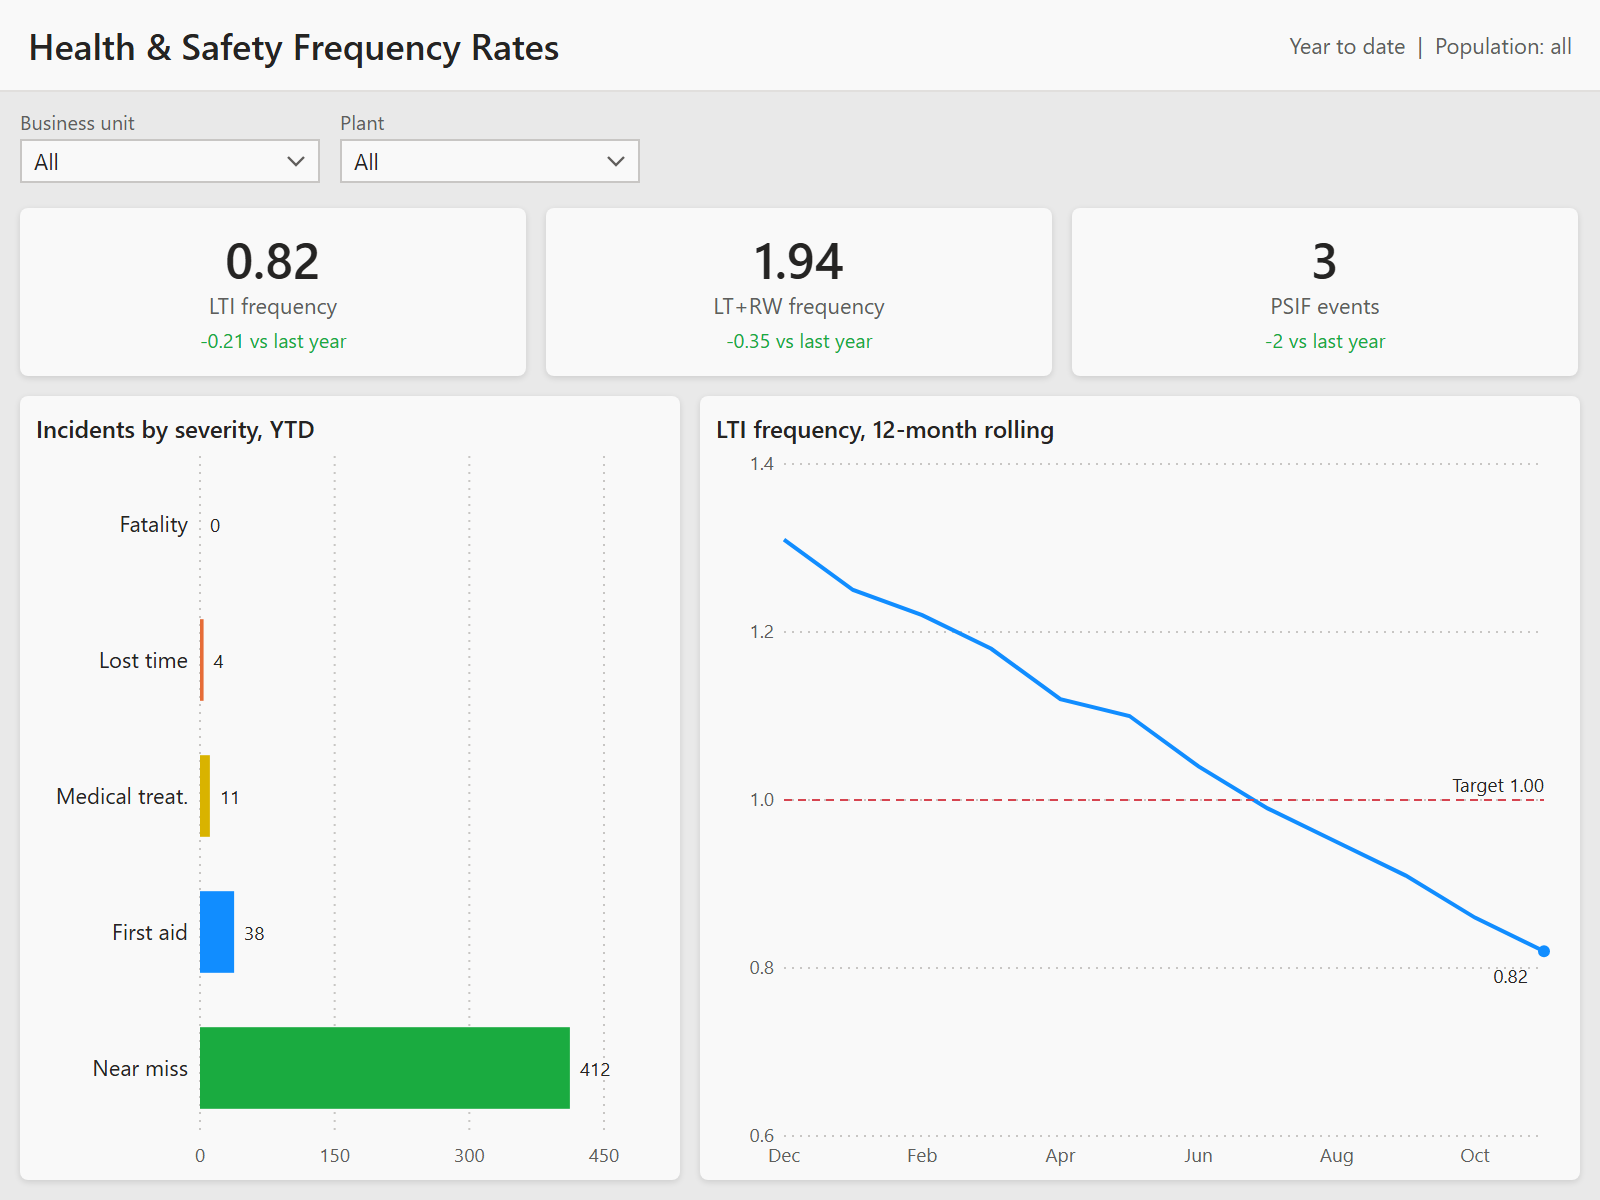 Health & Safety Frequency Rates
Year to date | Population: all
Business unit
Plant
All
All
0.82
LTI frequency
-0.21 vs last year
1.94
LT+RW frequency
-0.35 vs last year
3
PSIF events
-2 vs last year
Incidents by severity, YTD
Fatality
0
Lost time
4
Medical treat.
11
First aid
38
Near miss
412
0
150
300
450
LTI frequency, 12-month rolling
1.4
1.2
1.0
0.8
0.6
Target 1.00
0.82
Dec
Feb
Apr
Jun
Aug
Oct